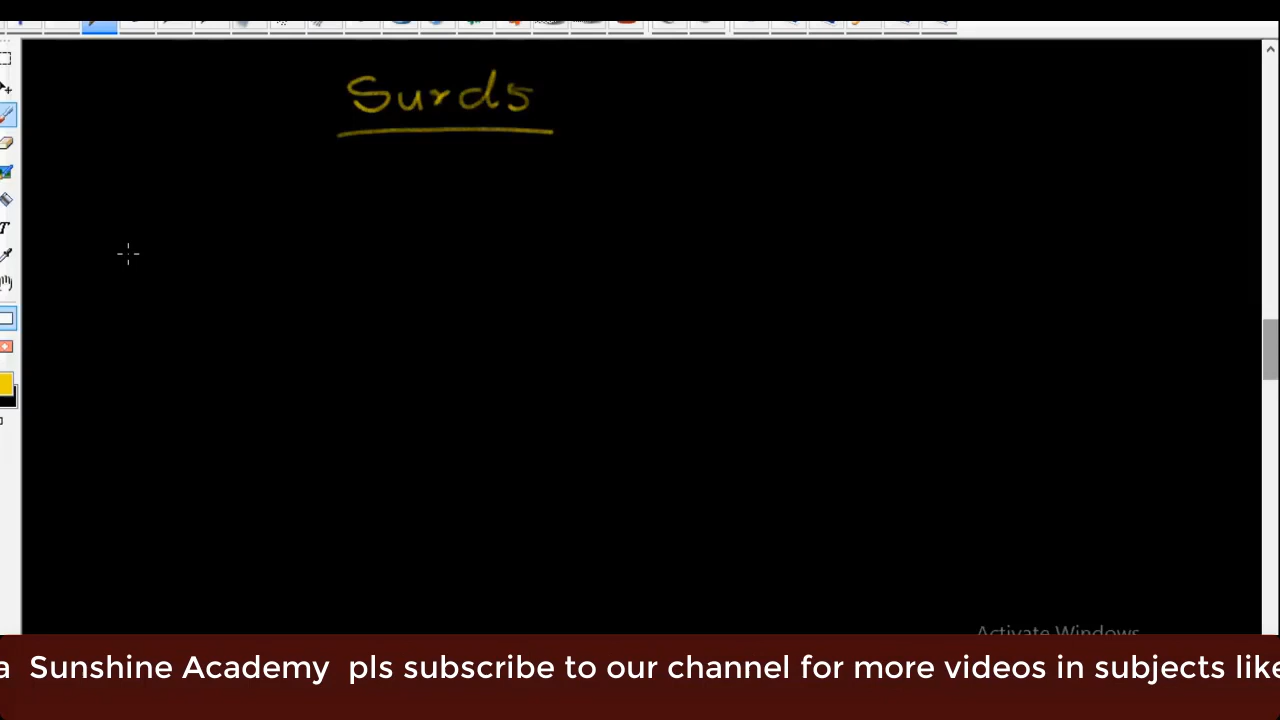 Surds
T
Activate Windows
a Sunshine Academy pls subscribe to our channel for more videos in subjects like